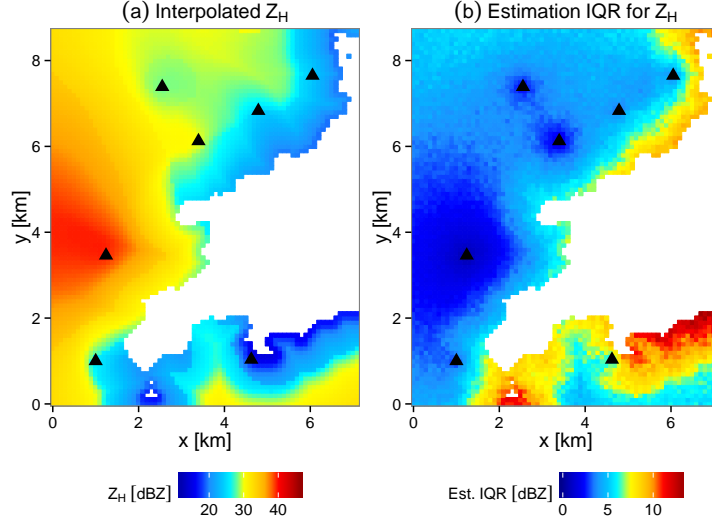 (a) Interpolated Z_H
(b) Estimation IQR for Z_H
8
6
4
2
0
y [km]
0 2 4 6
x [km]
8
6
4
2
0
y [km]
0 2 4 6
x [km]
Z_H [dBZ]
20 30 40
Est. IQR [dBZ]
0 5 10